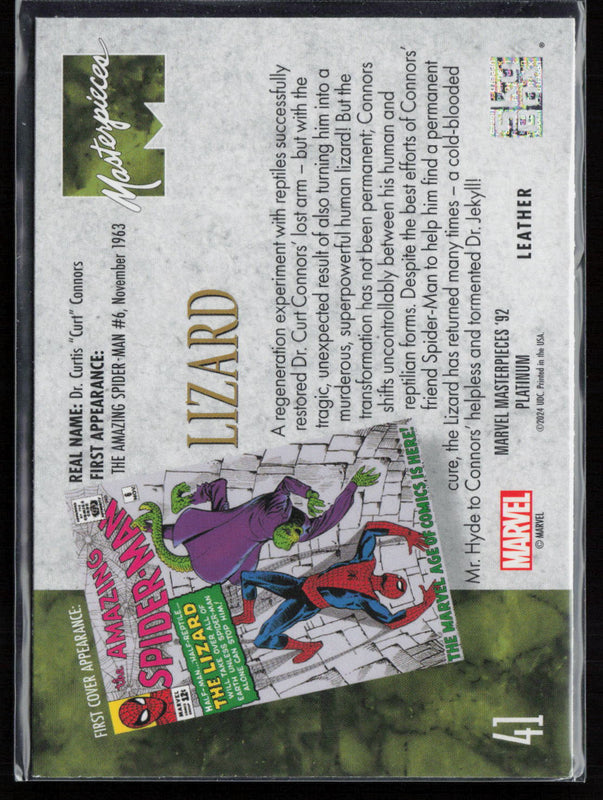 Masterpieces
REAL NAME: Dr. Curtis "Curt" Connors
FIRST APPEARANCE:
THE AMAZING SPIDER-MAN #6, November 1963
LIZARD
A regeneration experiment with reptiles successfully
restored Dr. Curt Connors' lost arm – but with the
tragic, unexpected result of also turning him into a
murderous, superpowerful human lizard! But the
transformation has not been permanent; Connors
shifts uncontrollably between his human and
reptilian forms. Despite the best efforts of Connors'
friend Spider-Man to help him find a permanent
cure, the Lizard has returned many times – a cold-blooded
Mr. Hyde to Connors' helpless and tormented Dr. Jekyll!
FIRST COVER APPEARANCE:
the AMAZING
SPIDER-MAN
HALF-MAN, HALF-REPTILE...
THE LIZARD
THE MARVEL AGE OF COMICS IS HERE!
LEATHER
MARVEL MASTERPIECES '92
PLATINUM
©2024 UDC. Printed in the USA.
MARVEL
© MARVEL
®
41